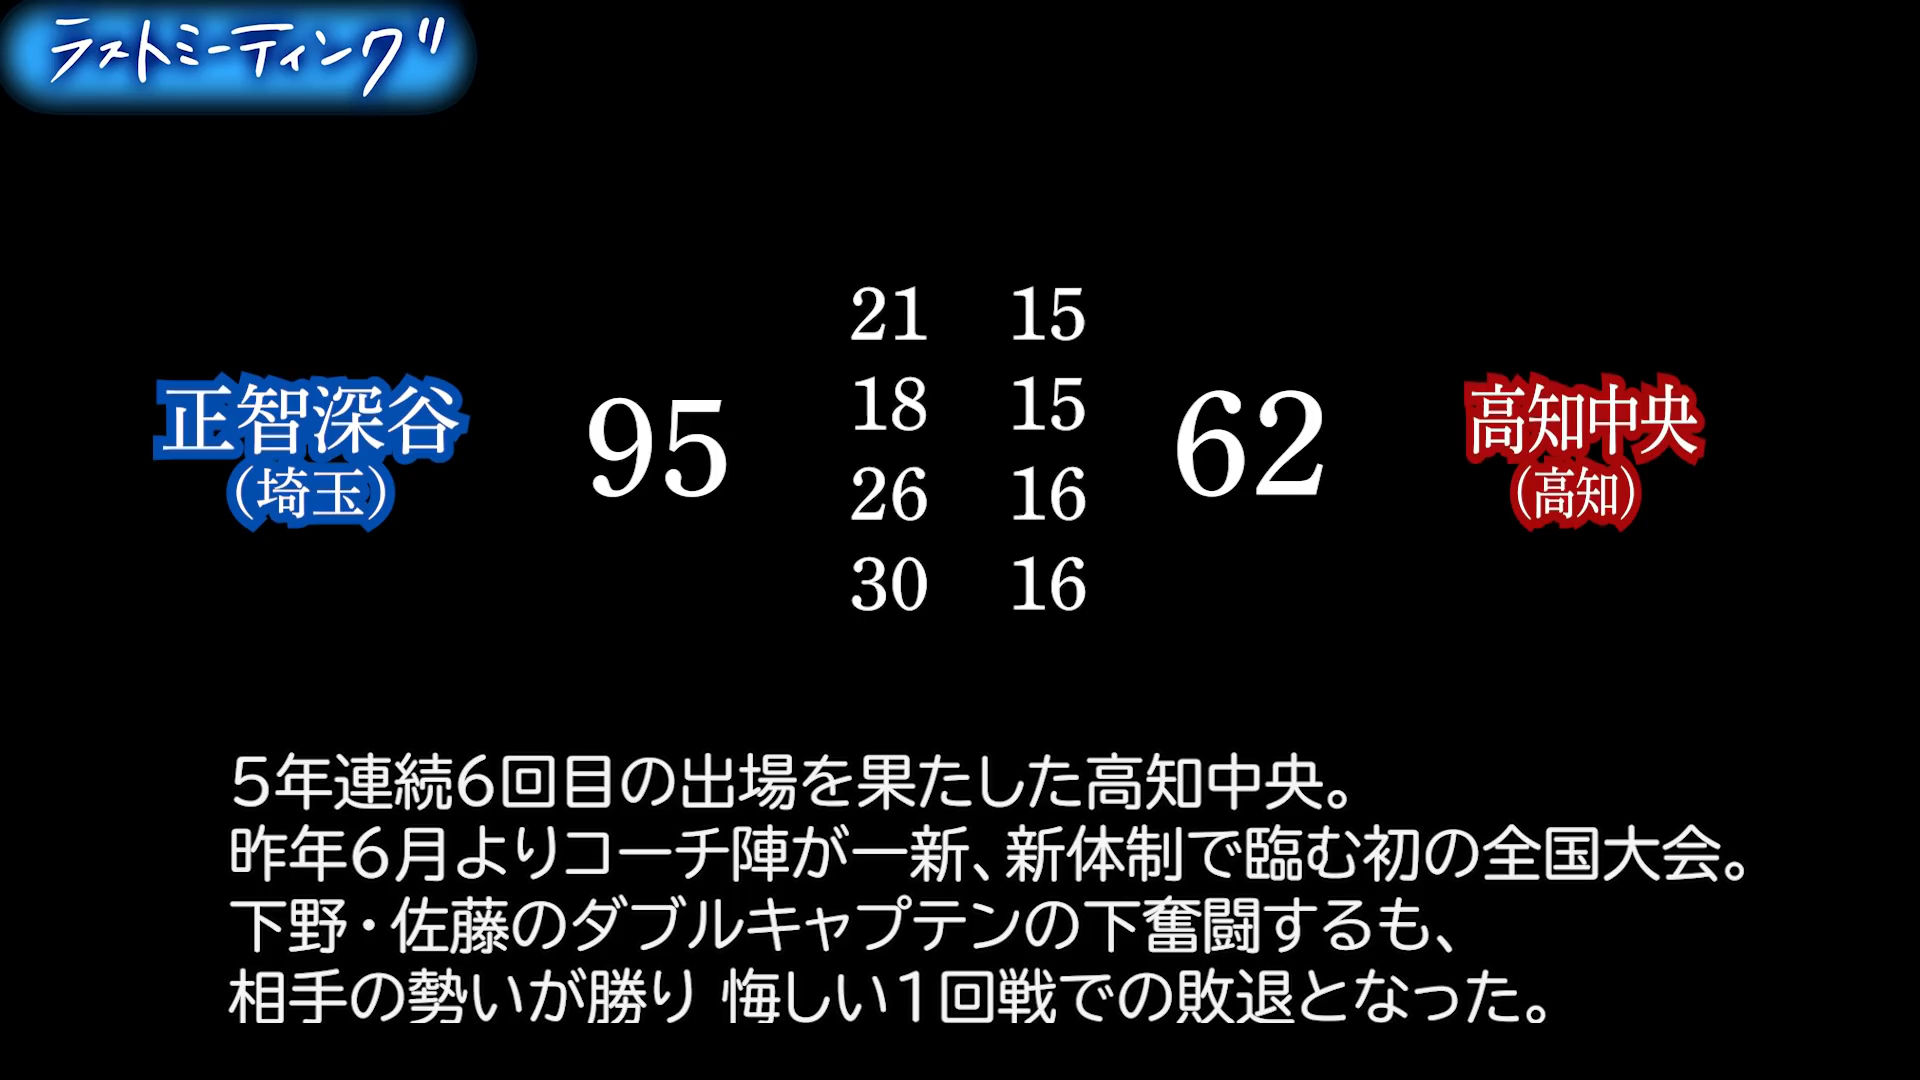 ラストミーティング
正智深谷
（埼玉）
95
21 15
18 15
26 16
30 16
62
高知中央
（高知）
5年連続6回目の出場を果たした高知中央。
昨年6月よりコーチ陣が一新、新体制で臨む初の全国大会。
下野・佐藤のダブルキャプテンの下奮闘するも、
相手の勢いが勝り 悔しい1回戦での敗退となった。